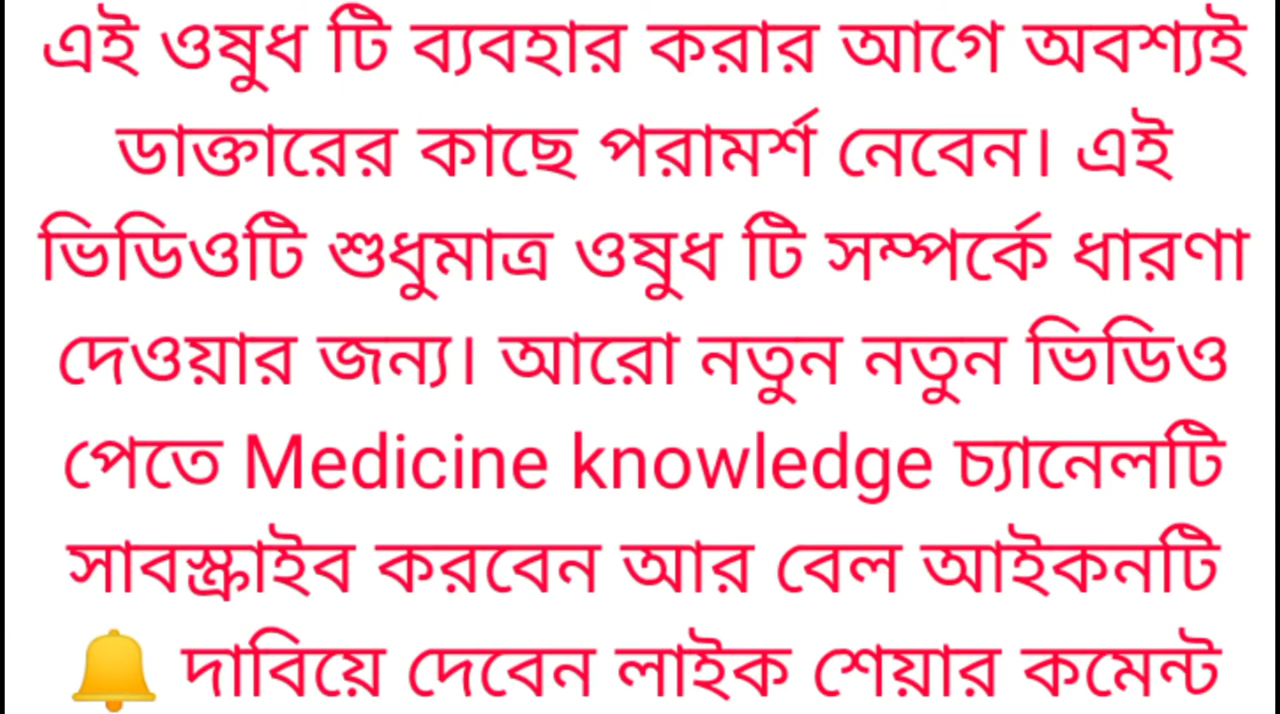 এই ওষুধ টি ব্যবহার করার আগে অবশ্যই
ডাক্তারের কাছে পরামর্শ নেবেন। এই
ভিডিওটি শুধুমাত্র ওষুধ টি সম্পর্কে ধারণা
দেওয়ার জন্য। আরো নতুন নতুন ভিডিও
পেতে Medicine knowledge চ্যানেলটি
সাবস্ক্রাইব করবেন আর বেল আইকনটি
🔔 দাবিয়ে দেবেন লাইক শেয়ার কমেন্ট